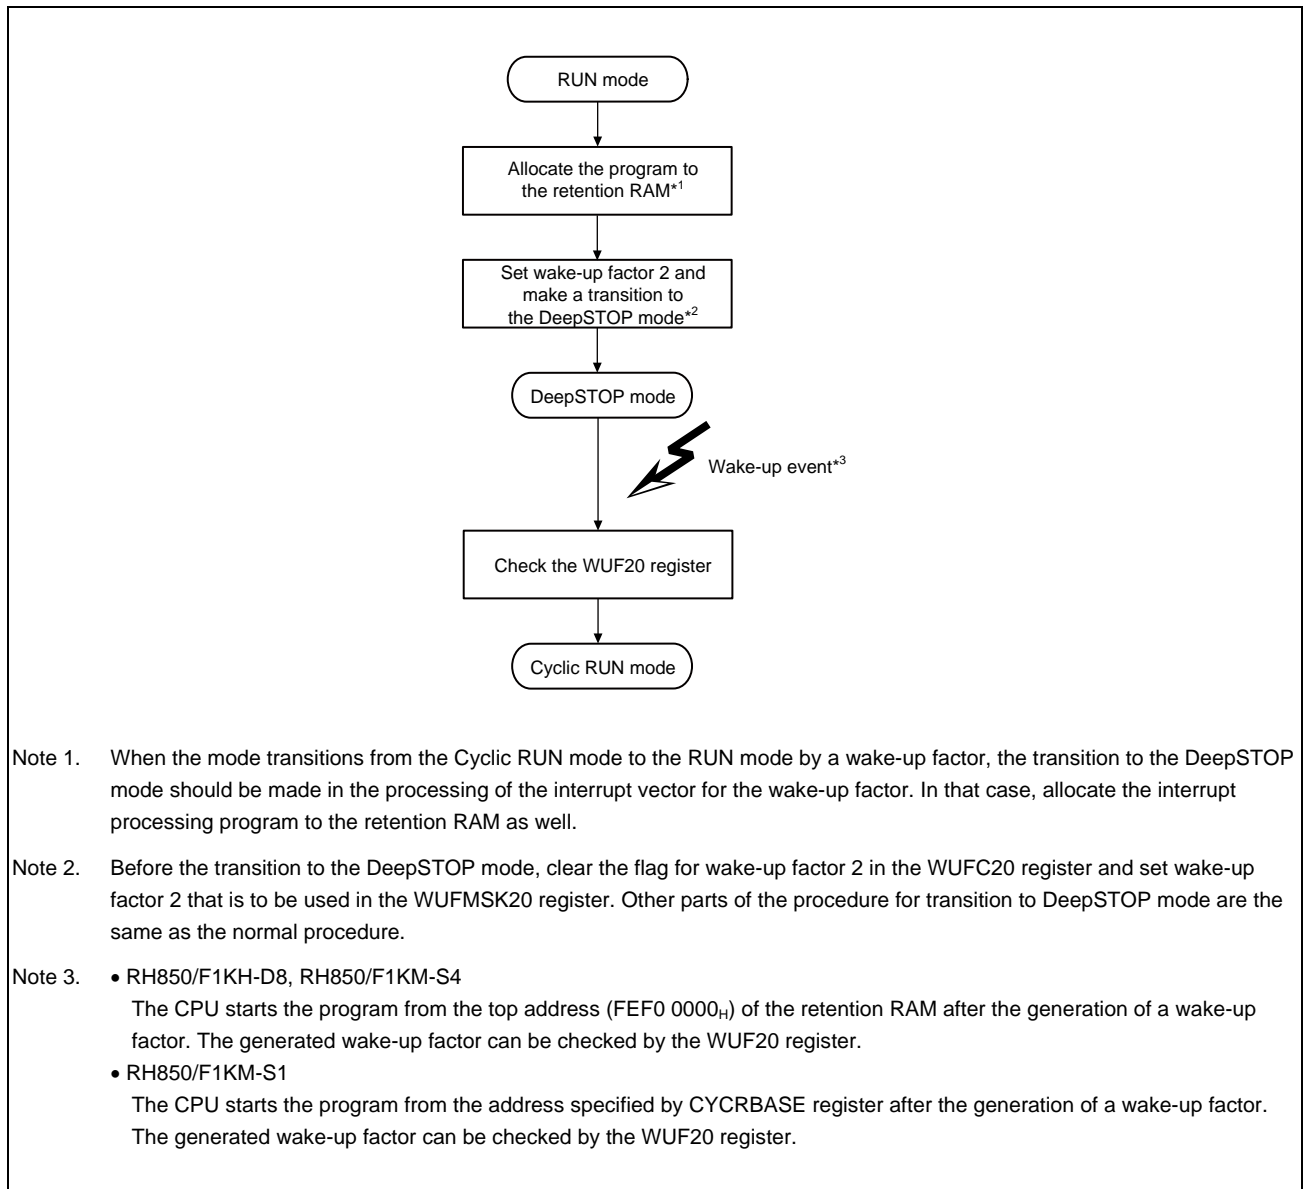 RUN mode
Allocate the program to
the retention RAM*1
Set wake-up factor 2 and
make a transition to
the DeepSTOP mode*2
DeepSTOP mode
Wake-up event*3
Check the WUF20 register
Cyclic RUN mode
Note 1. When the mode transitions from the Cyclic RUN mode to the RUN mode by a wake-up factor, the transition to the DeepSTOP
mode should be made in the processing of the interrupt vector for the wake-up factor. In that case, allocate the interrupt
processing program to the retention RAM as well.
Note 2. Before the transition to the DeepSTOP mode, clear the flag for wake-up factor 2 in the WUFC20 register and set wake-up
factor 2 that is to be used in the WUFMSK20 register. Other parts of the procedure for transition to DeepSTOP mode are the
same as the normal procedure.
Note 3. • RH850/F1KH-D8, RH850/F1KM-S4
The CPU starts the program from the top address (FEF0 0000H) of the retention RAM after the generation of a wake-up
factor. The generated wake-up factor can be checked by the WUF20 register.
• RH850/F1KM-S1
The CPU starts the program from the address specified by CYCRBASE register after the generation of a wake-up factor.
The generated wake-up factor can be checked by the WUF20 register.